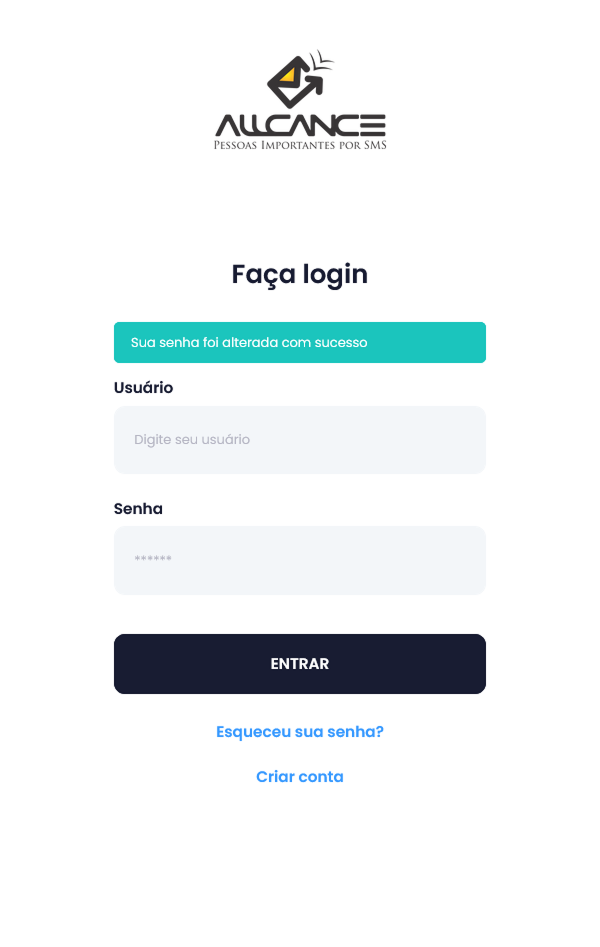 ALLCANCE
Pessoas Importantes por SMS
Faça login
Sua senha foi alterada com sucesso
Usuário
Digite seu usuário
Senha
******
ENTRAR
Esqueceu sua senha?
Criar conta